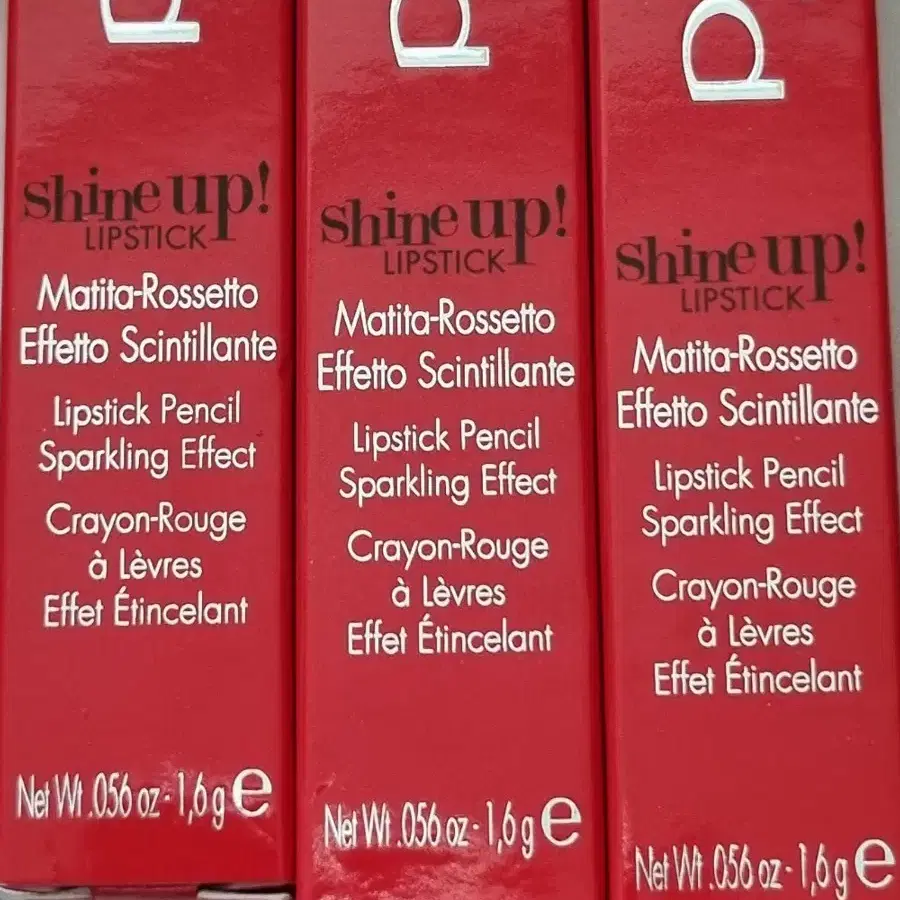 shine up!
LIPSTICK
Matita-Rossetto
Effetto Scintillante
Lipstick Pencil
Sparkling Effect
Crayon-Rouge
à Lèvres
Effet Étincelant
Net Wt .056 oz - 1,6 g e
shine up!
LIPSTICK
Matita-Rossetto
Effetto Scintillante
Lipstick Pencil
Sparkling Effect
Crayon-Rouge
à Lèvres
Effet Étincelant
Net Wt .056 oz - 1,6 g e
shine up!
LIPSTICK
Matita-Rossetto
Effetto Scintillante
Lipstick Pencil
Sparkling Effect
Crayon-Rouge
à Lèvres
Effet Étincelant
Net Wt .056 oz - 1,6 g e